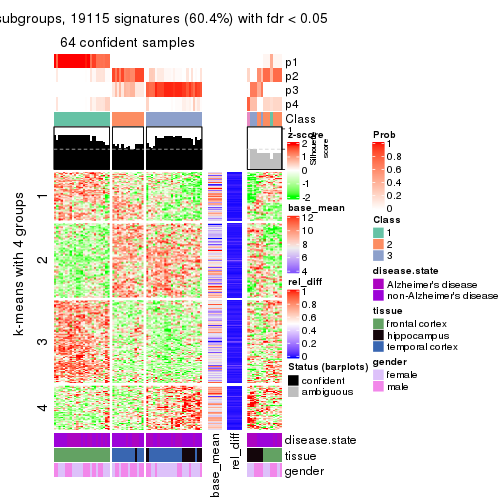 subgroups, 19115 signatures (60.4%) with fdr < 0.05
64 confident samples
p1
p2
p3
p4
Class
1
Silhouette
score
k-means with 4 groups
1
2
3
4
base_mean
rel_diff
disease.state
tissue
gender
z-score
2
1
0
-1
-2
base_mean
12
10
8
6
4
rel_diff
1
0.8
0.6
0.4
0.2
0
Status (barplots)
confident
ambiguous
Prob
1
0.8
0.6
0.4
0.2
0
Class
1
2
3
disease.state
Alzheimer's disease
non-Alzheimer's disease
tissue
frontal cortex
hippocampus
temporal cortex
gender
female
male